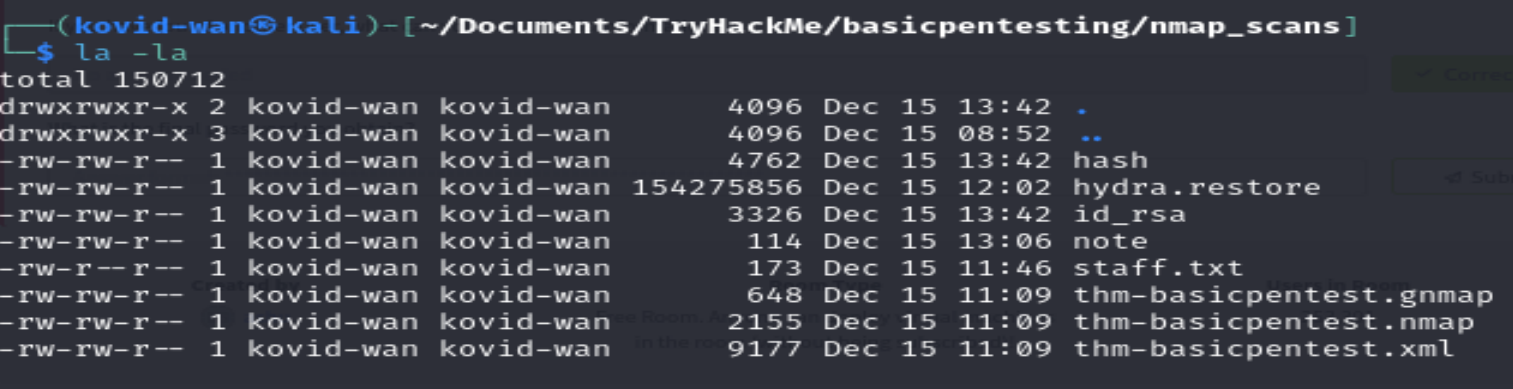 ┌──(kovid-wan㉿kali)-[~/Documents/TryHackMe/basicpentesting/nmap_scans]
└─$ la -la
total 150712
drwxrwxr-x 2 kovid-wan kovid-wan      4096 Dec 15 13:42 .
drwxrwxr-x 3 kovid-wan kovid-wan      4096 Dec 15 08:52 ..
-rw-rw-r-- 1 kovid-wan kovid-wan      4762 Dec 15 13:42 hash
-rw-rw-r-- 1 kovid-wan kovid-wan 154275856 Dec 15 12:02 hydra.restore
-rw-rw-r-- 1 kovid-wan kovid-wan      3326 Dec 15 13:42 id_rsa
-rw-rw-r-- 1 kovid-wan kovid-wan       114 Dec 15 13:06 note
-rw-r--r-- 1 kovid-wan kovid-wan       173 Dec 15 11:46 staff.txt
-rw-rw-r-- 1 kovid-wan kovid-wan       648 Dec 15 11:09 thm-basicpentest.gnmap
-rw-rw-r-- 1 kovid-wan kovid-wan      2155 Dec 15 11:09 thm-basicpentest.nmap
-rw-rw-r-- 1 kovid-wan kovid-wan      9177 Dec 15 11:09 thm-basicpentest.xml